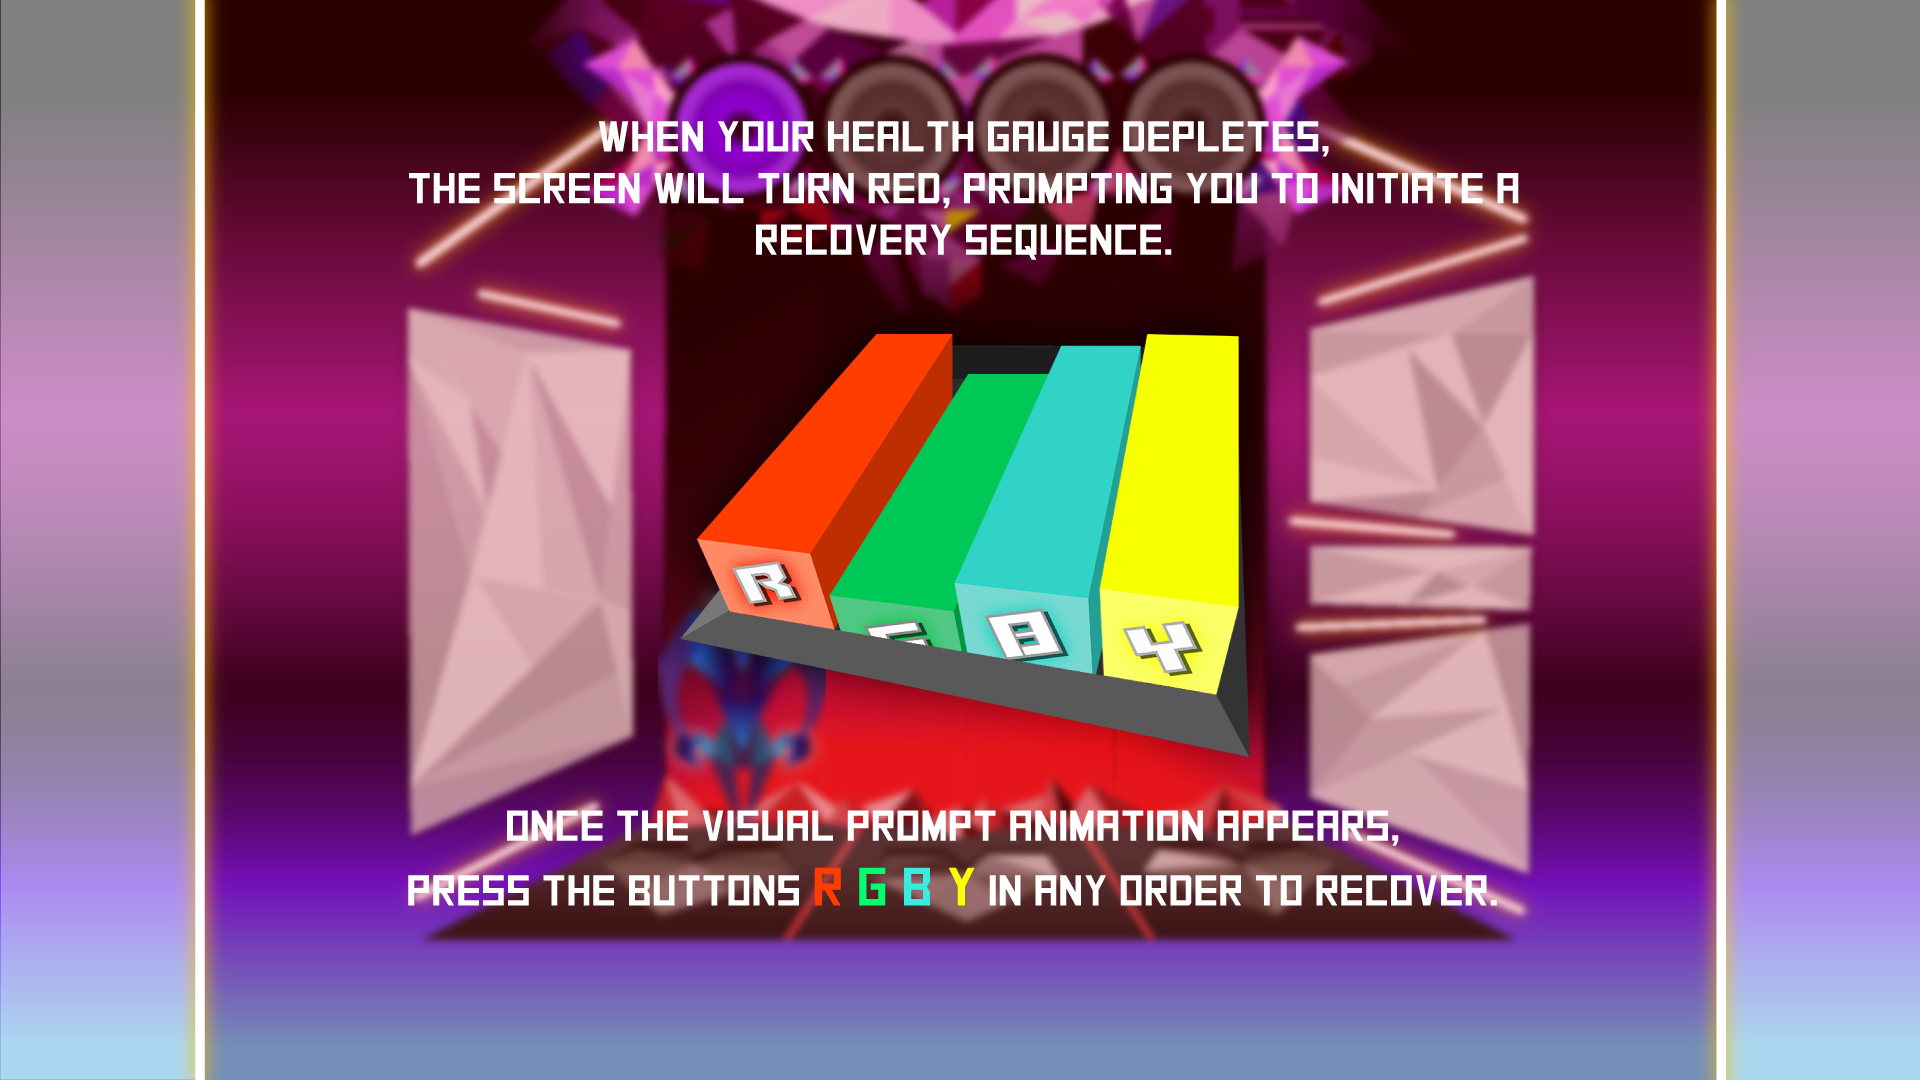 WHEN YOUR HEALTH GAUGE DEPLETES,
THE SCREEN WILL TURN RED, PROMPTING YOU TO INITIATE A
RECOVERY SEQUENCE.
R G B Y
ONCE THE VISUAL PROMPT ANIMATION APPEARS,
PRESS THE BUTTONS R G B Y IN ANY ORDER TO RECOVER.